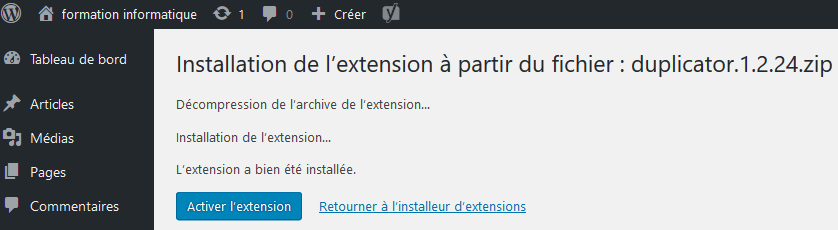 formation informatique 1 0 + Créer
Tableau de bord
Installation de l'extension à partir du fichier : duplicator.1.2.24.zip
Articles
Décompression de l'archive de l'extension...
Médias
Installation de l'extension...
Pages
L'extension a bien été installée.
Commentaires
Activer l'extension Retourner à l'installeur d'extensions